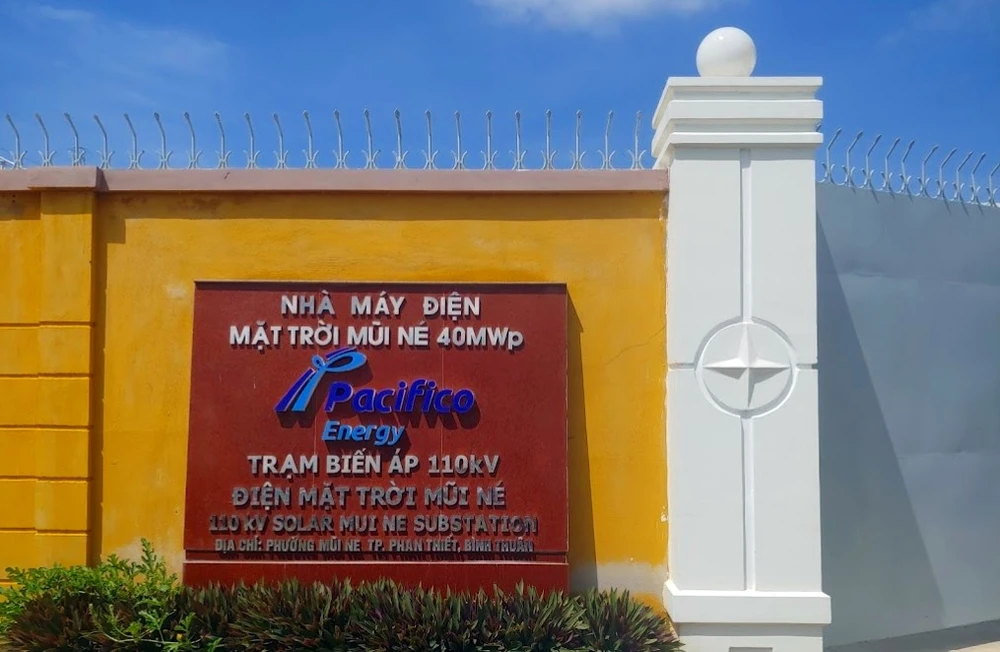 NHÀ MÁY ĐIỆN
MẶT TRỜI MŨI NÉ 40MWp
Pacifico
Energy
TRẠM BIẾN ÁP 110KV
ĐIỆN MẶT TRỜI MŨI NÉ
110 KV SOLAR MUI NE SUBSTATION
ĐỊA CHỈ: PHƯỜNG MŨI NE TP. PHAN THIẾT, BÌNH THUẬN